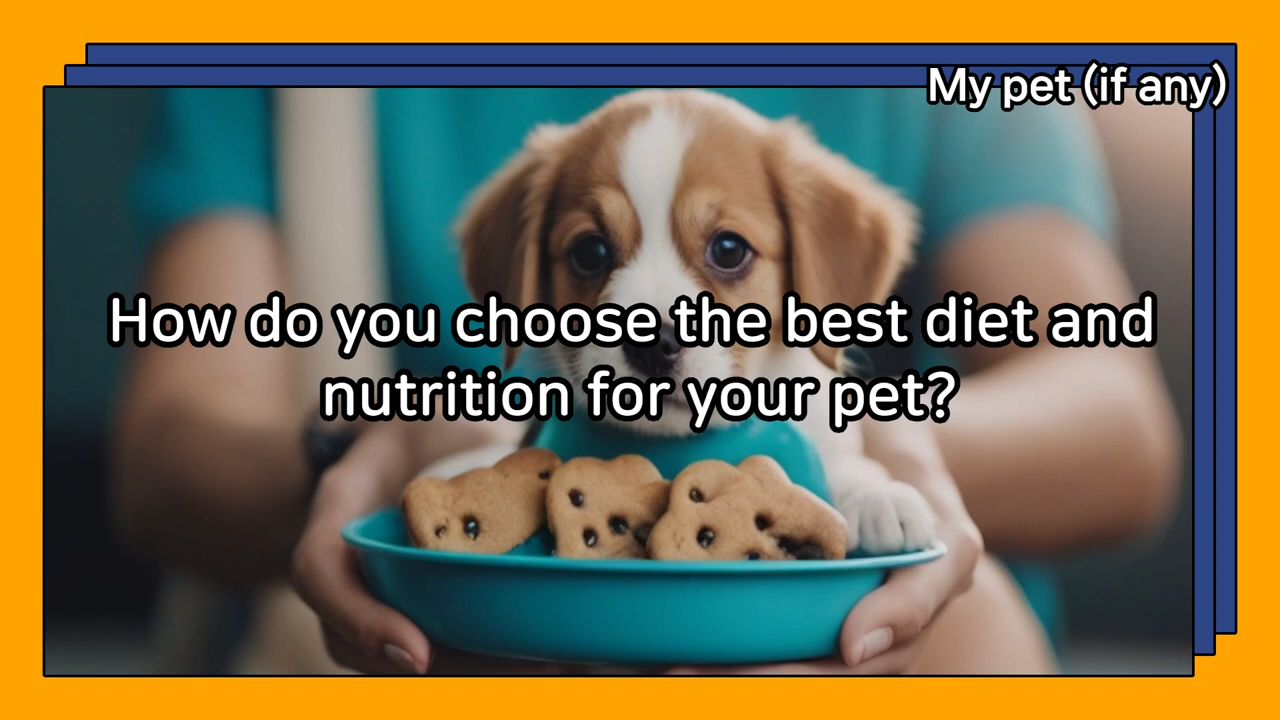 My pet (if any)
How do you choose the best diet and
nutrition for your pet?